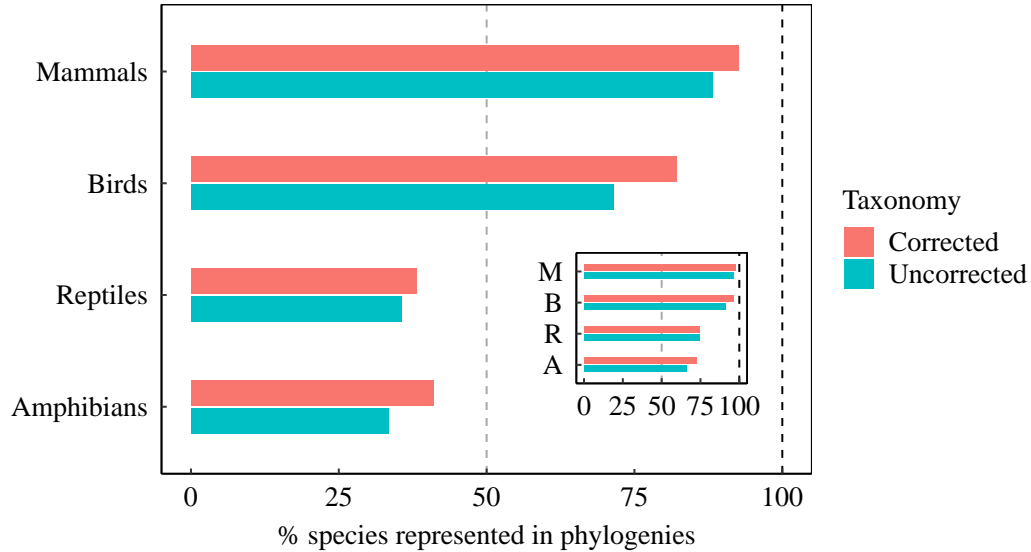 Mammals
Birds
Reptiles
Amphibians
0 25 50 75 100
% species represented in phylogenies
M
B
R
A
0 25 50 75 100
Taxonomy
Corrected
Uncorrected